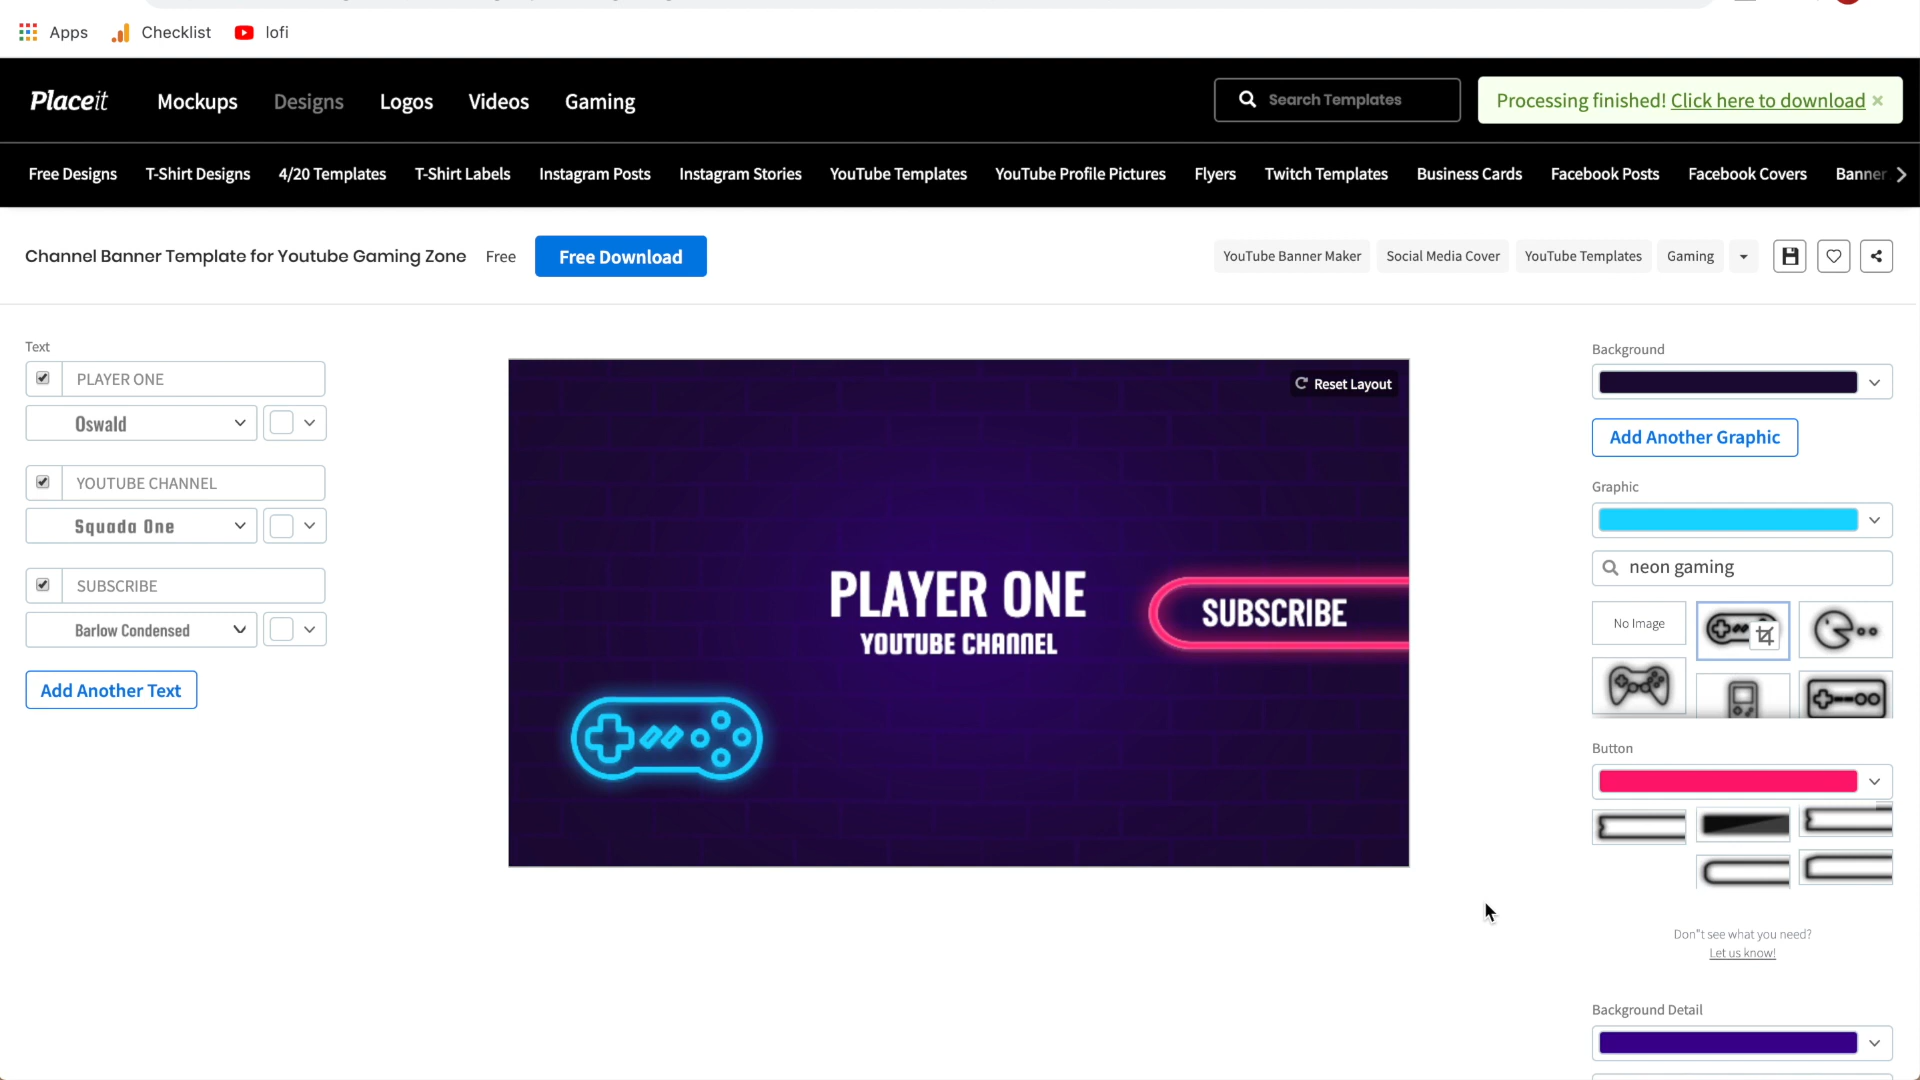 Apps
Checklist
lofi
Placeit
Mockups
Designs
Logos
Videos
Gaming
Search Templates
Processing finished! Click here to download ×
Free Designs
T-Shirt Designs
4/20 Templates
T-Shirt Labels
Instagram Posts
Instagram Stories
YouTube Templates
YouTube Profile Pictures
Flyers
Twitch Templates
Business Cards
Facebook Posts
Facebook Covers
Banner
Channel Banner Template for Youtube Gaming Zone
Free
Free Download
YouTube Banner Maker
Social Media Cover
YouTube Templates
Gaming
Text
PLAYER ONE
Oswald
YOUTUBE CHANNEL
Squada One
SUBSCRIBE
Barlow Condensed
Add Another Text
Reset Layout
PLAYER ONE
YOUTUBE CHANNEL
SUBSCRIBE
Background
Add Another Graphic
Graphic
neon gaming
No Image
Button
Don"t see what you need?
Let us know!
Background Detail